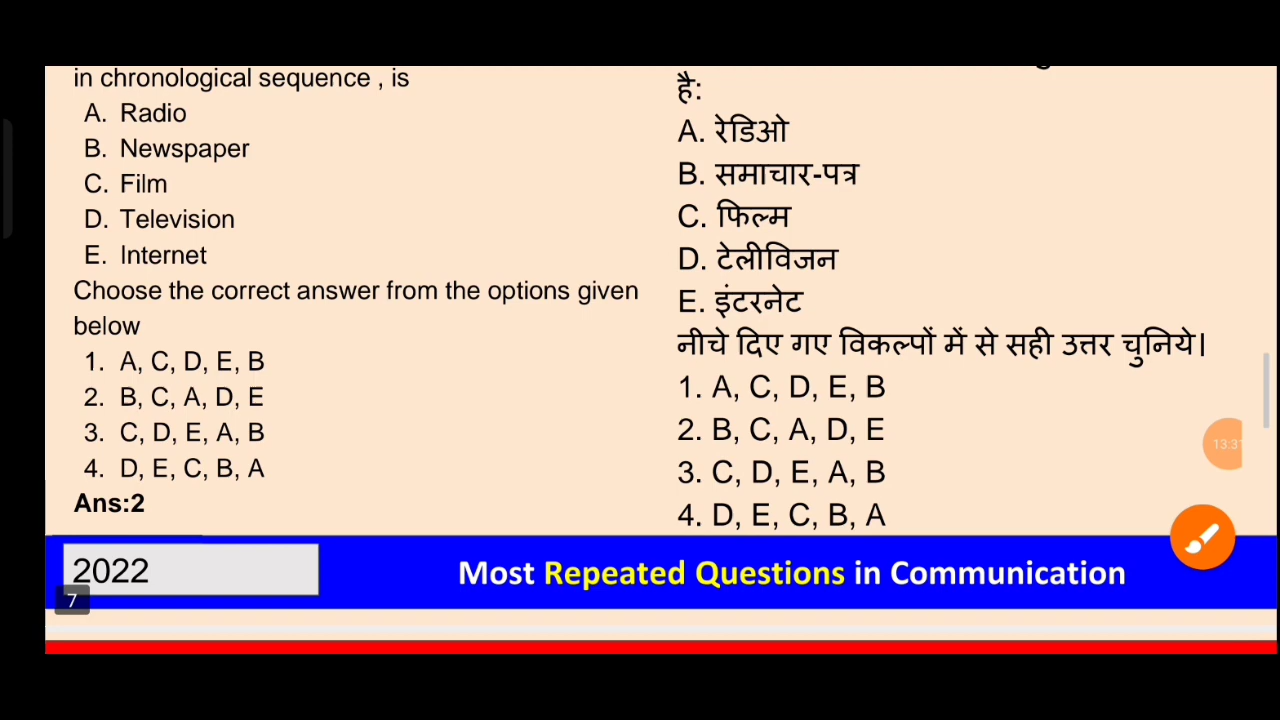 in chronological sequence , is
A. Radio
B. Newspaper
C. Film
D. Television
E. Internet
Choose the correct answer from the options given
below
1. A, C, D, E, B
2. B, C, A, D, E
3. C, D, E, A, B
4. D, E, C, B, A
Ans:2
है:
A. रेडिओ
B. समाचार-पत्र
C. फिल्म
D. टेलीविजन
E. इंटरनेट
नीचे दिए गए विकल्पों में से सही उत्तर चुनिये।
1. A, C, D, E, B
2. B, C, A, D, E
3. C, D, E, A, B
4. D, E, C, B, A
13:31
2022
7
Most Repeated Questions in Communication